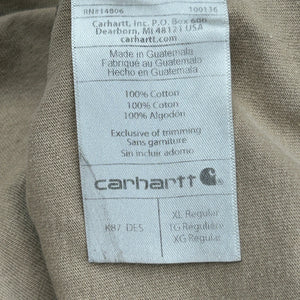 RN#14806 100136
Carhartt, Inc. P.O. Box 600
Dearborn, MI 48121 USA
carhartt.com
Made in Guatemala
Fabriqué au Guatemala
Hecho en Guatemala
100% Cotton
100% Coton
100% Algodón
Exclusive of trimming
Sans garniture
Sin incluir adorno
carhartt
K87 DES
XL Regular
TG Régulière
XG Regular